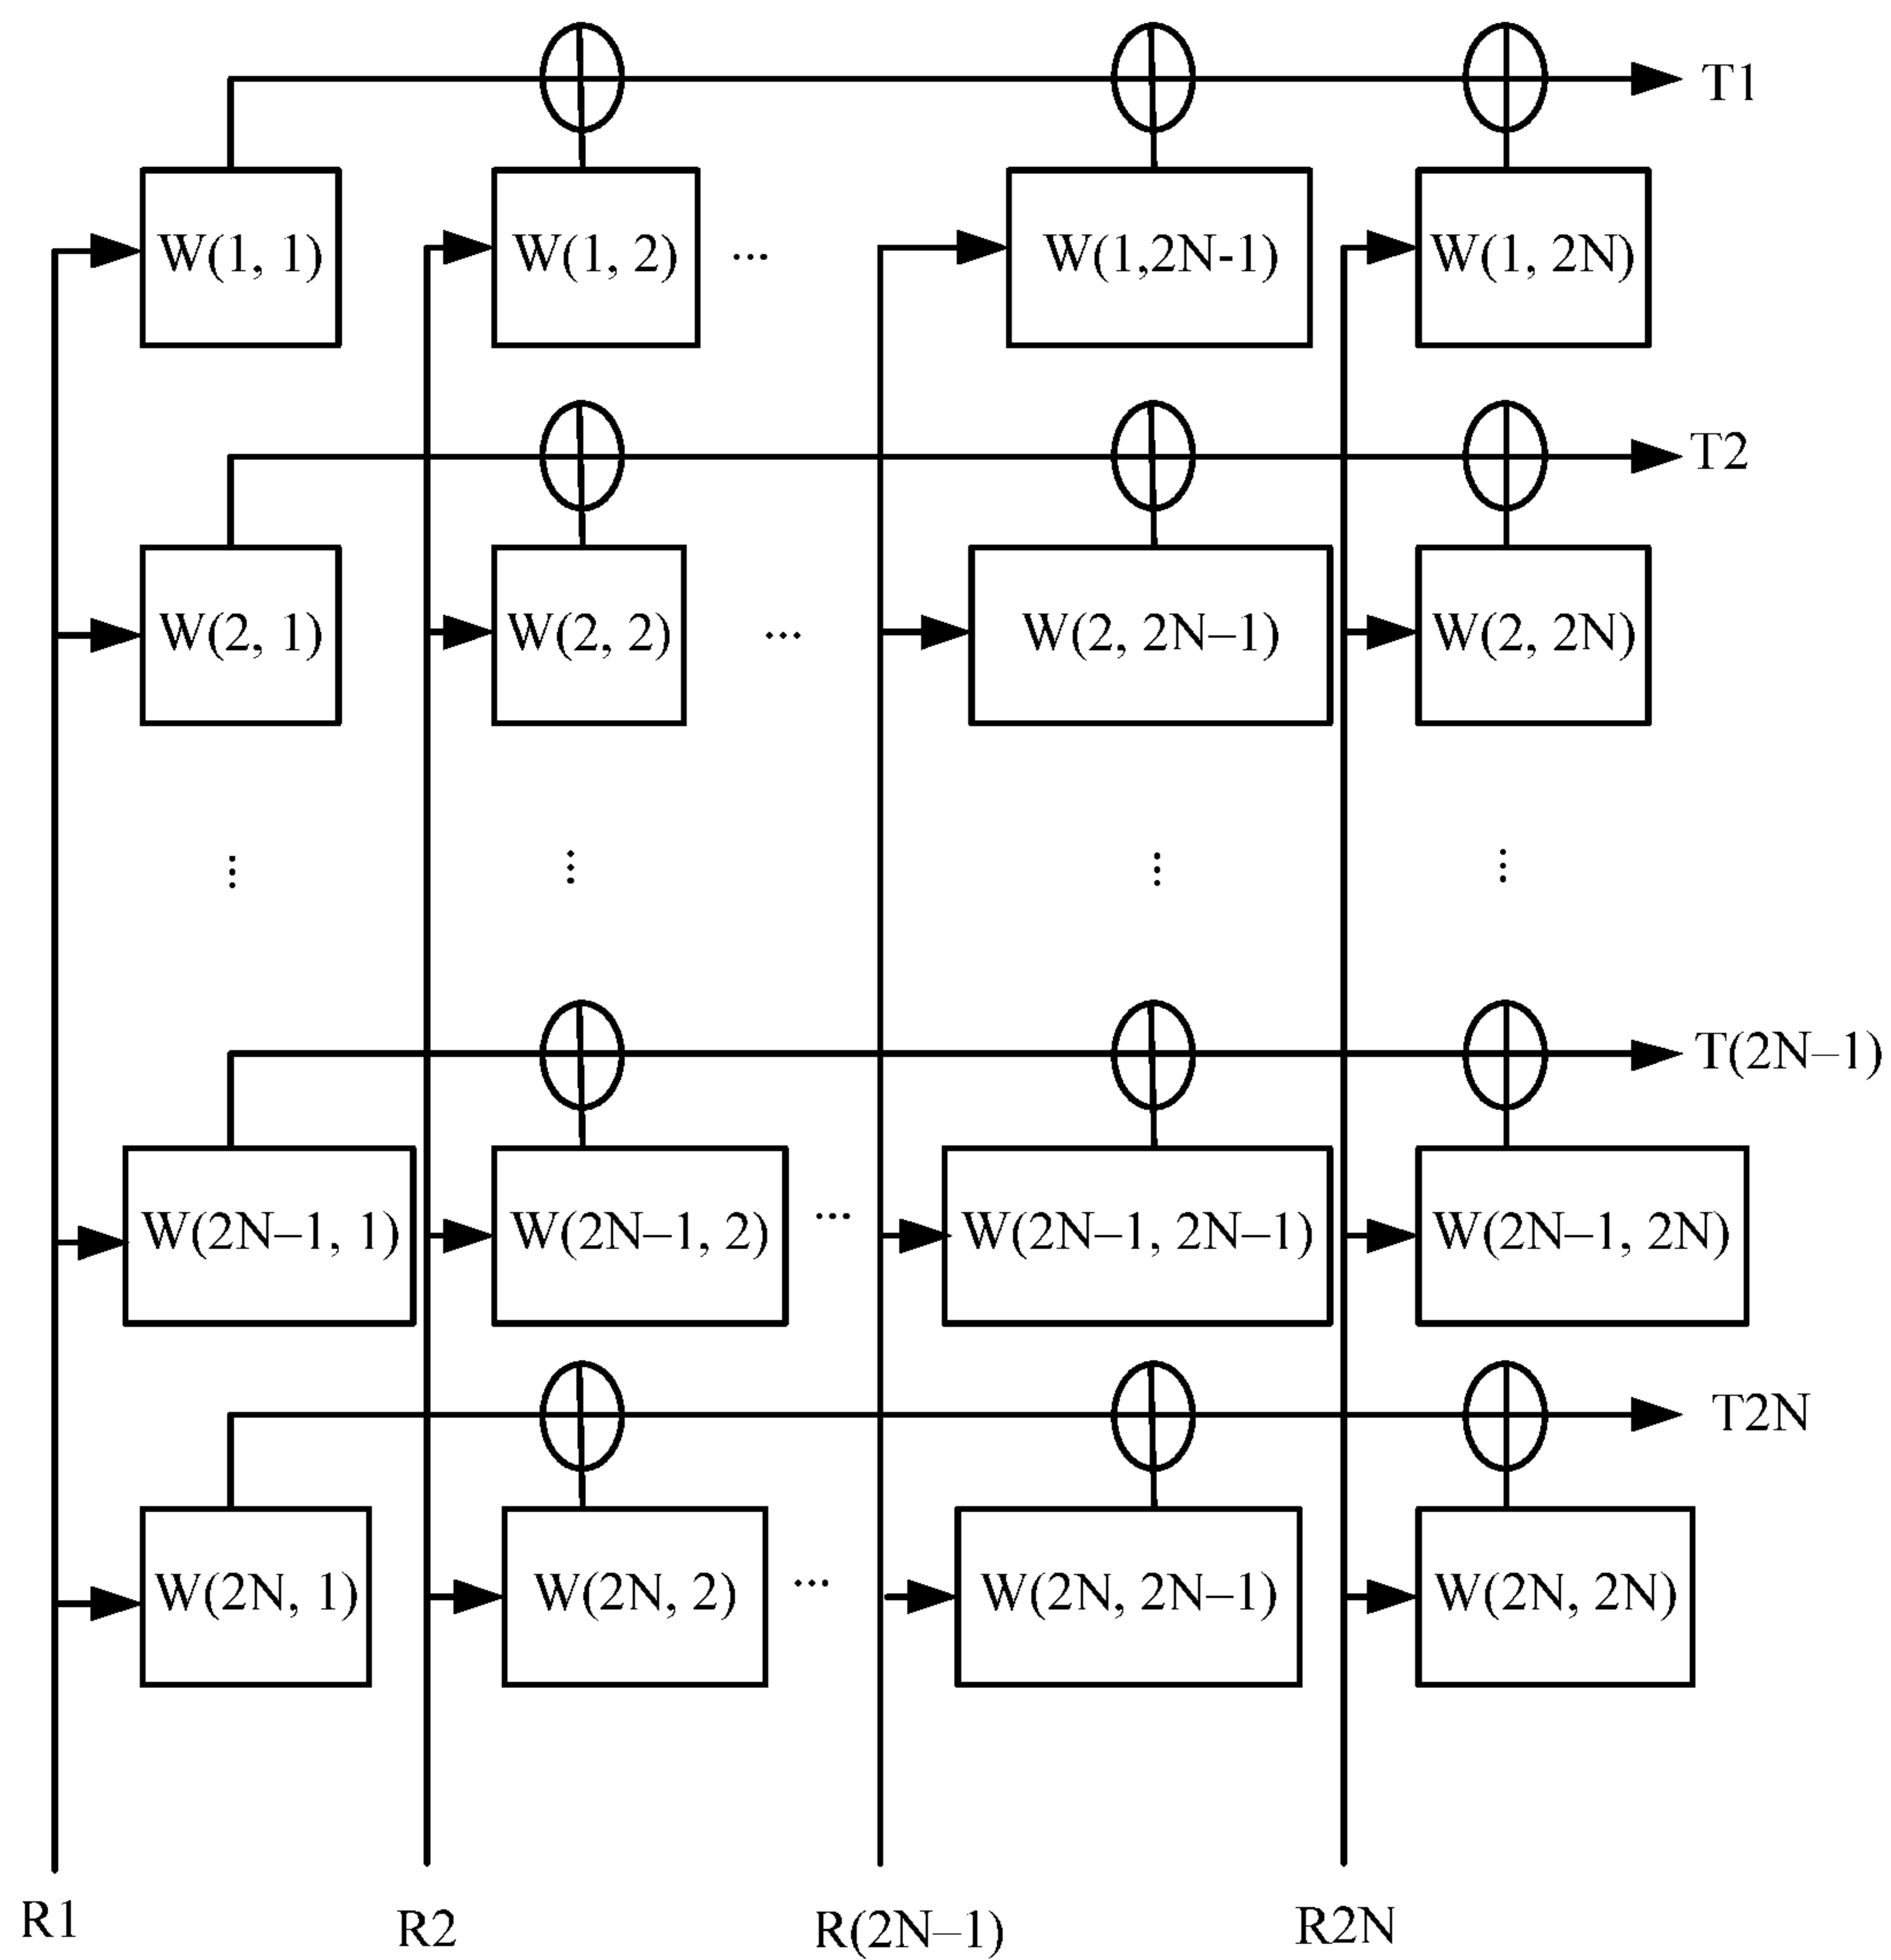 T1
W(1, 1) W(1, 2) ... W(1,2N-1) W(1, 2N)
T2
W(2, 1) W(2, 2) ... W(2, 2N–1) W(2, 2N)
⋮ ⋮ ⋮ ⋮
T(2N–1)
W(2N–1, 1) W(2N–1, 2) ... W(2N–1, 2N–1) W(2N–1, 2N)
T2N
W(2N, 1) W(2N, 2) ... W(2N, 2N–1) W(2N, 2N)
R1 R2 R(2N–1) R2N